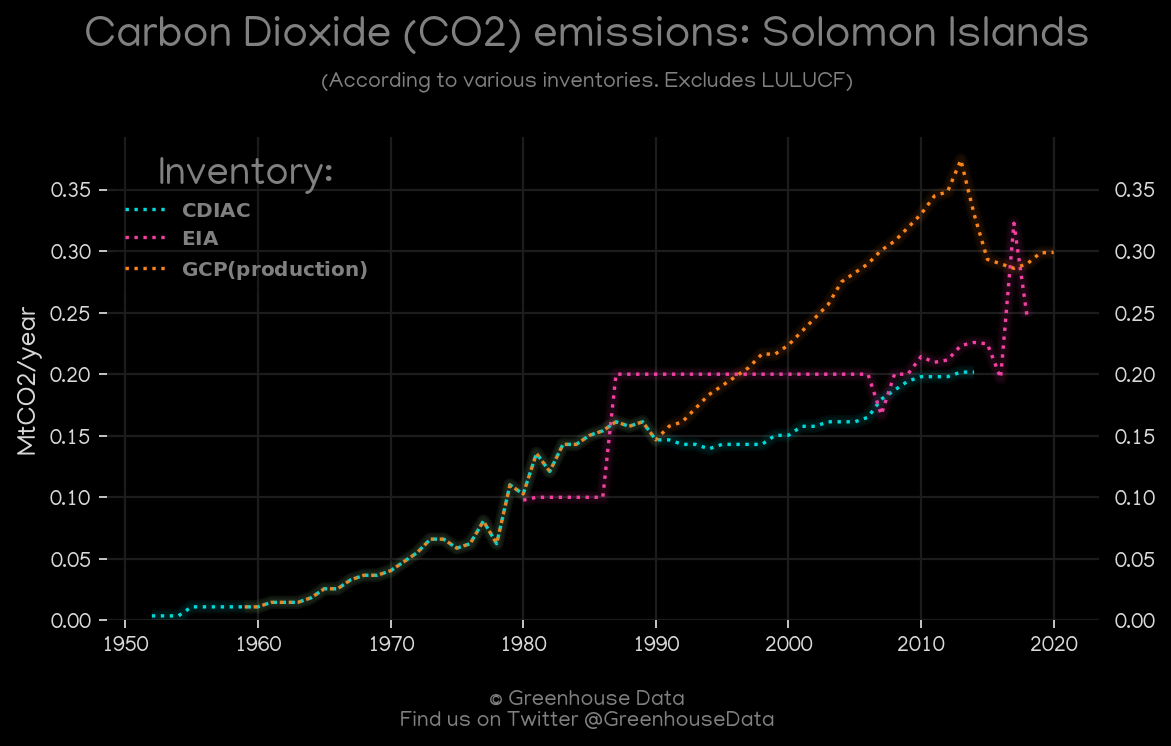 Carbon Dioxide (CO2) emissions: Solomon Islands
(According to various inventories. Excludes LULUCF)
Inventory:
CDIAC
EIA
GCP(production)
MtCO2/year
0.35
0.30
0.25
0.20
0.15
0.10
0.05
0.00
0.35
0.30
0.25
0.20
0.15
0.10
0.05
0.00
1950 1960 1970 1980 1990 2000 2010 2020
© Greenhouse Data
Find us on Twitter @GreenhouseData